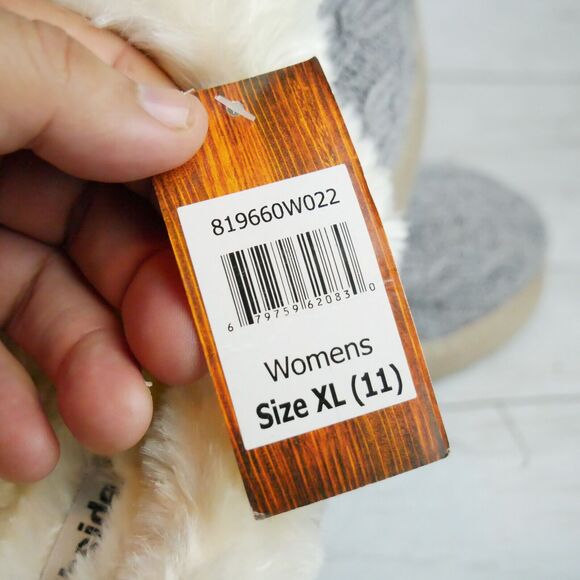 819660W022
6 79759 62083 0
Womens
Size XL (11)